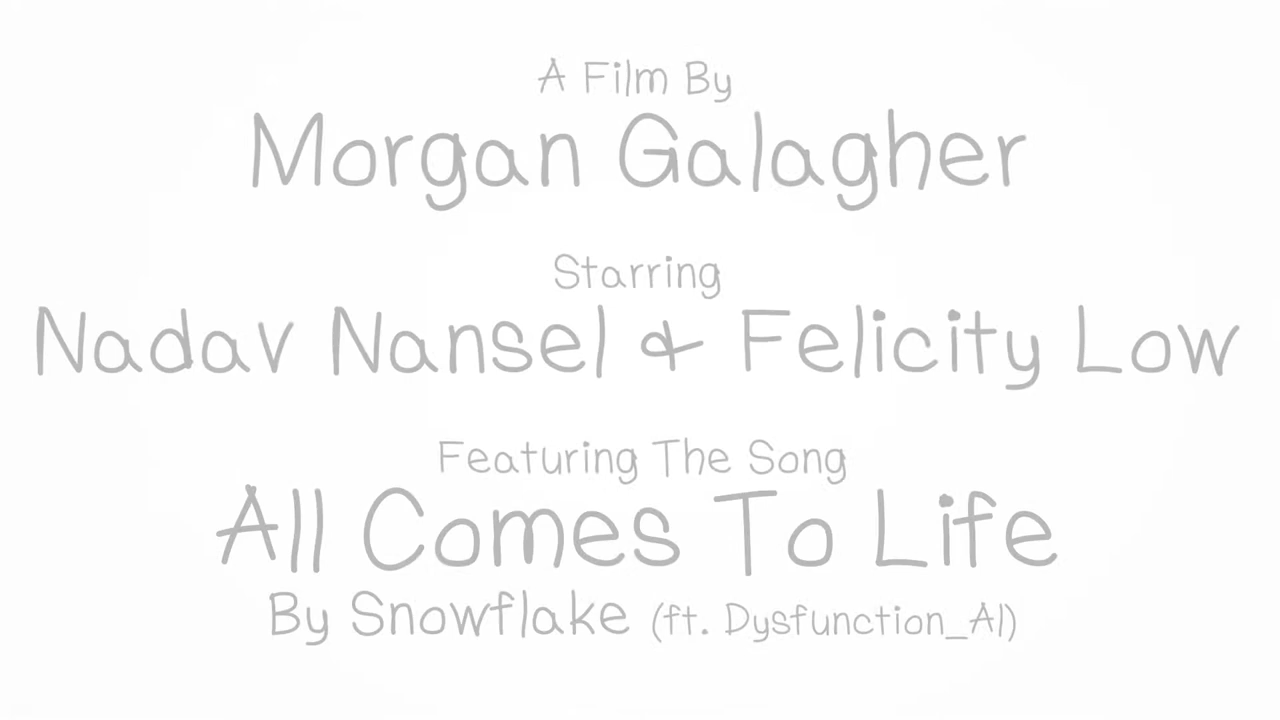 A Film By
Morgan Galagher
Starring
Nadav Nansel & Felicity Low
Featuring The Song
All Comes To Life
By Snowflake (ft. Dysfunction_Al)